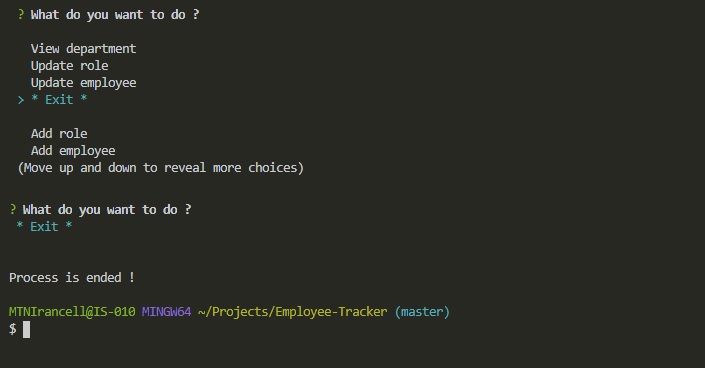 ? What do you want to do ?
View department
Update role
Update employee
> * Exit *
Add role
Add employee
(Move up and down to reveal more choices)
? What do you want to do ?
* Exit *
Process is ended !
MTNIrancell@IS-010 MINGW64 ~/Projects/Employee-Tracker (master)
$